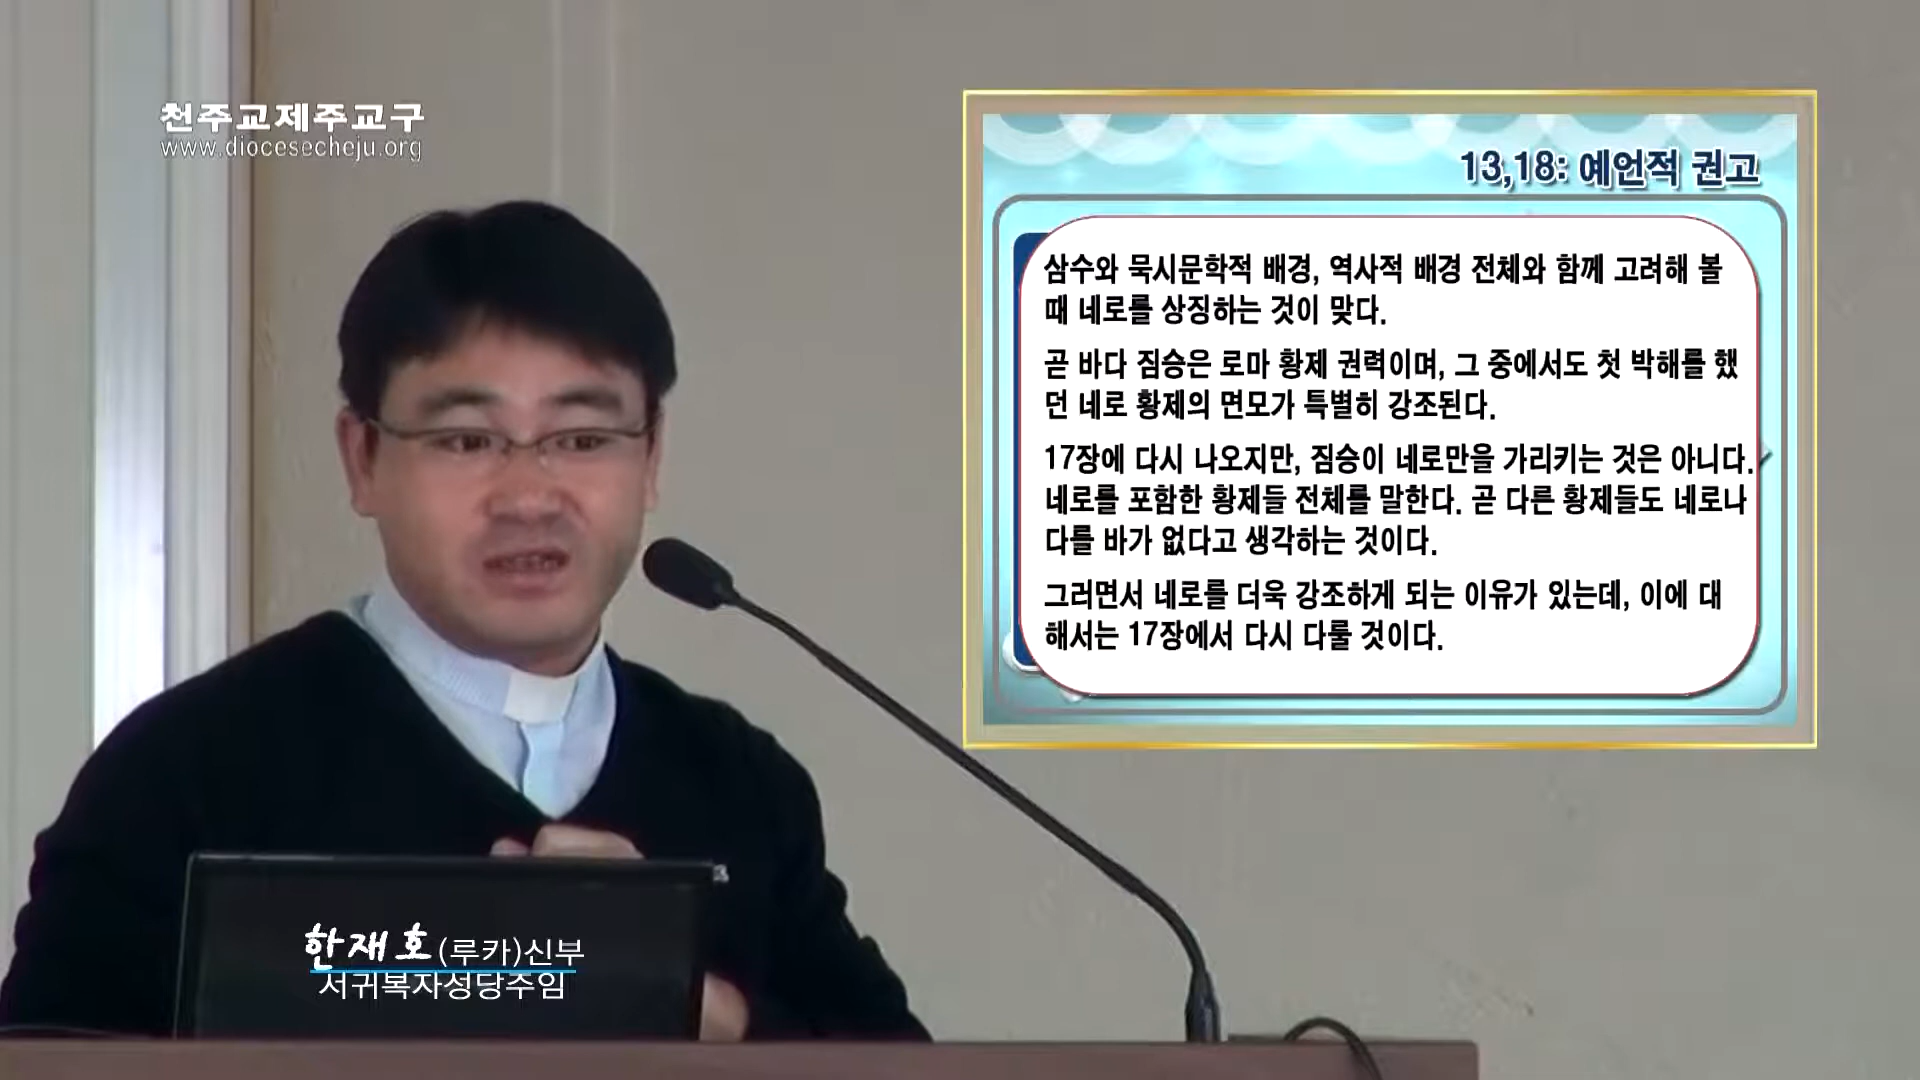 천주교제주교구
www.diocesecheju.org
13,18: 예언적 권고
삼수와 묵시문학적 배경, 역사적 배경 전체와 함께 고려해 볼
때 네로를 상징하는 것이 맞다.
곧 바다 짐승은 로마 황제 권력이며, 그 중에서도 첫 박해를 했
던 네로 황제의 면모가 특별히 강조된다.
17장에 다시 나오지만, 짐승이 네로만을 가리키는 것은 아니다.
네로를 포함한 황제들 전체를 말한다. 곧 다른 황제들도 네로나
다를 바가 없다고 생각하는 것이다.
그러면서 네로를 더욱 강조하게 되는 이유가 있는데, 이에 대
해서는 17장에서 다시 다룰 것이다.
한재호(루카)신부
서귀복자성당주임